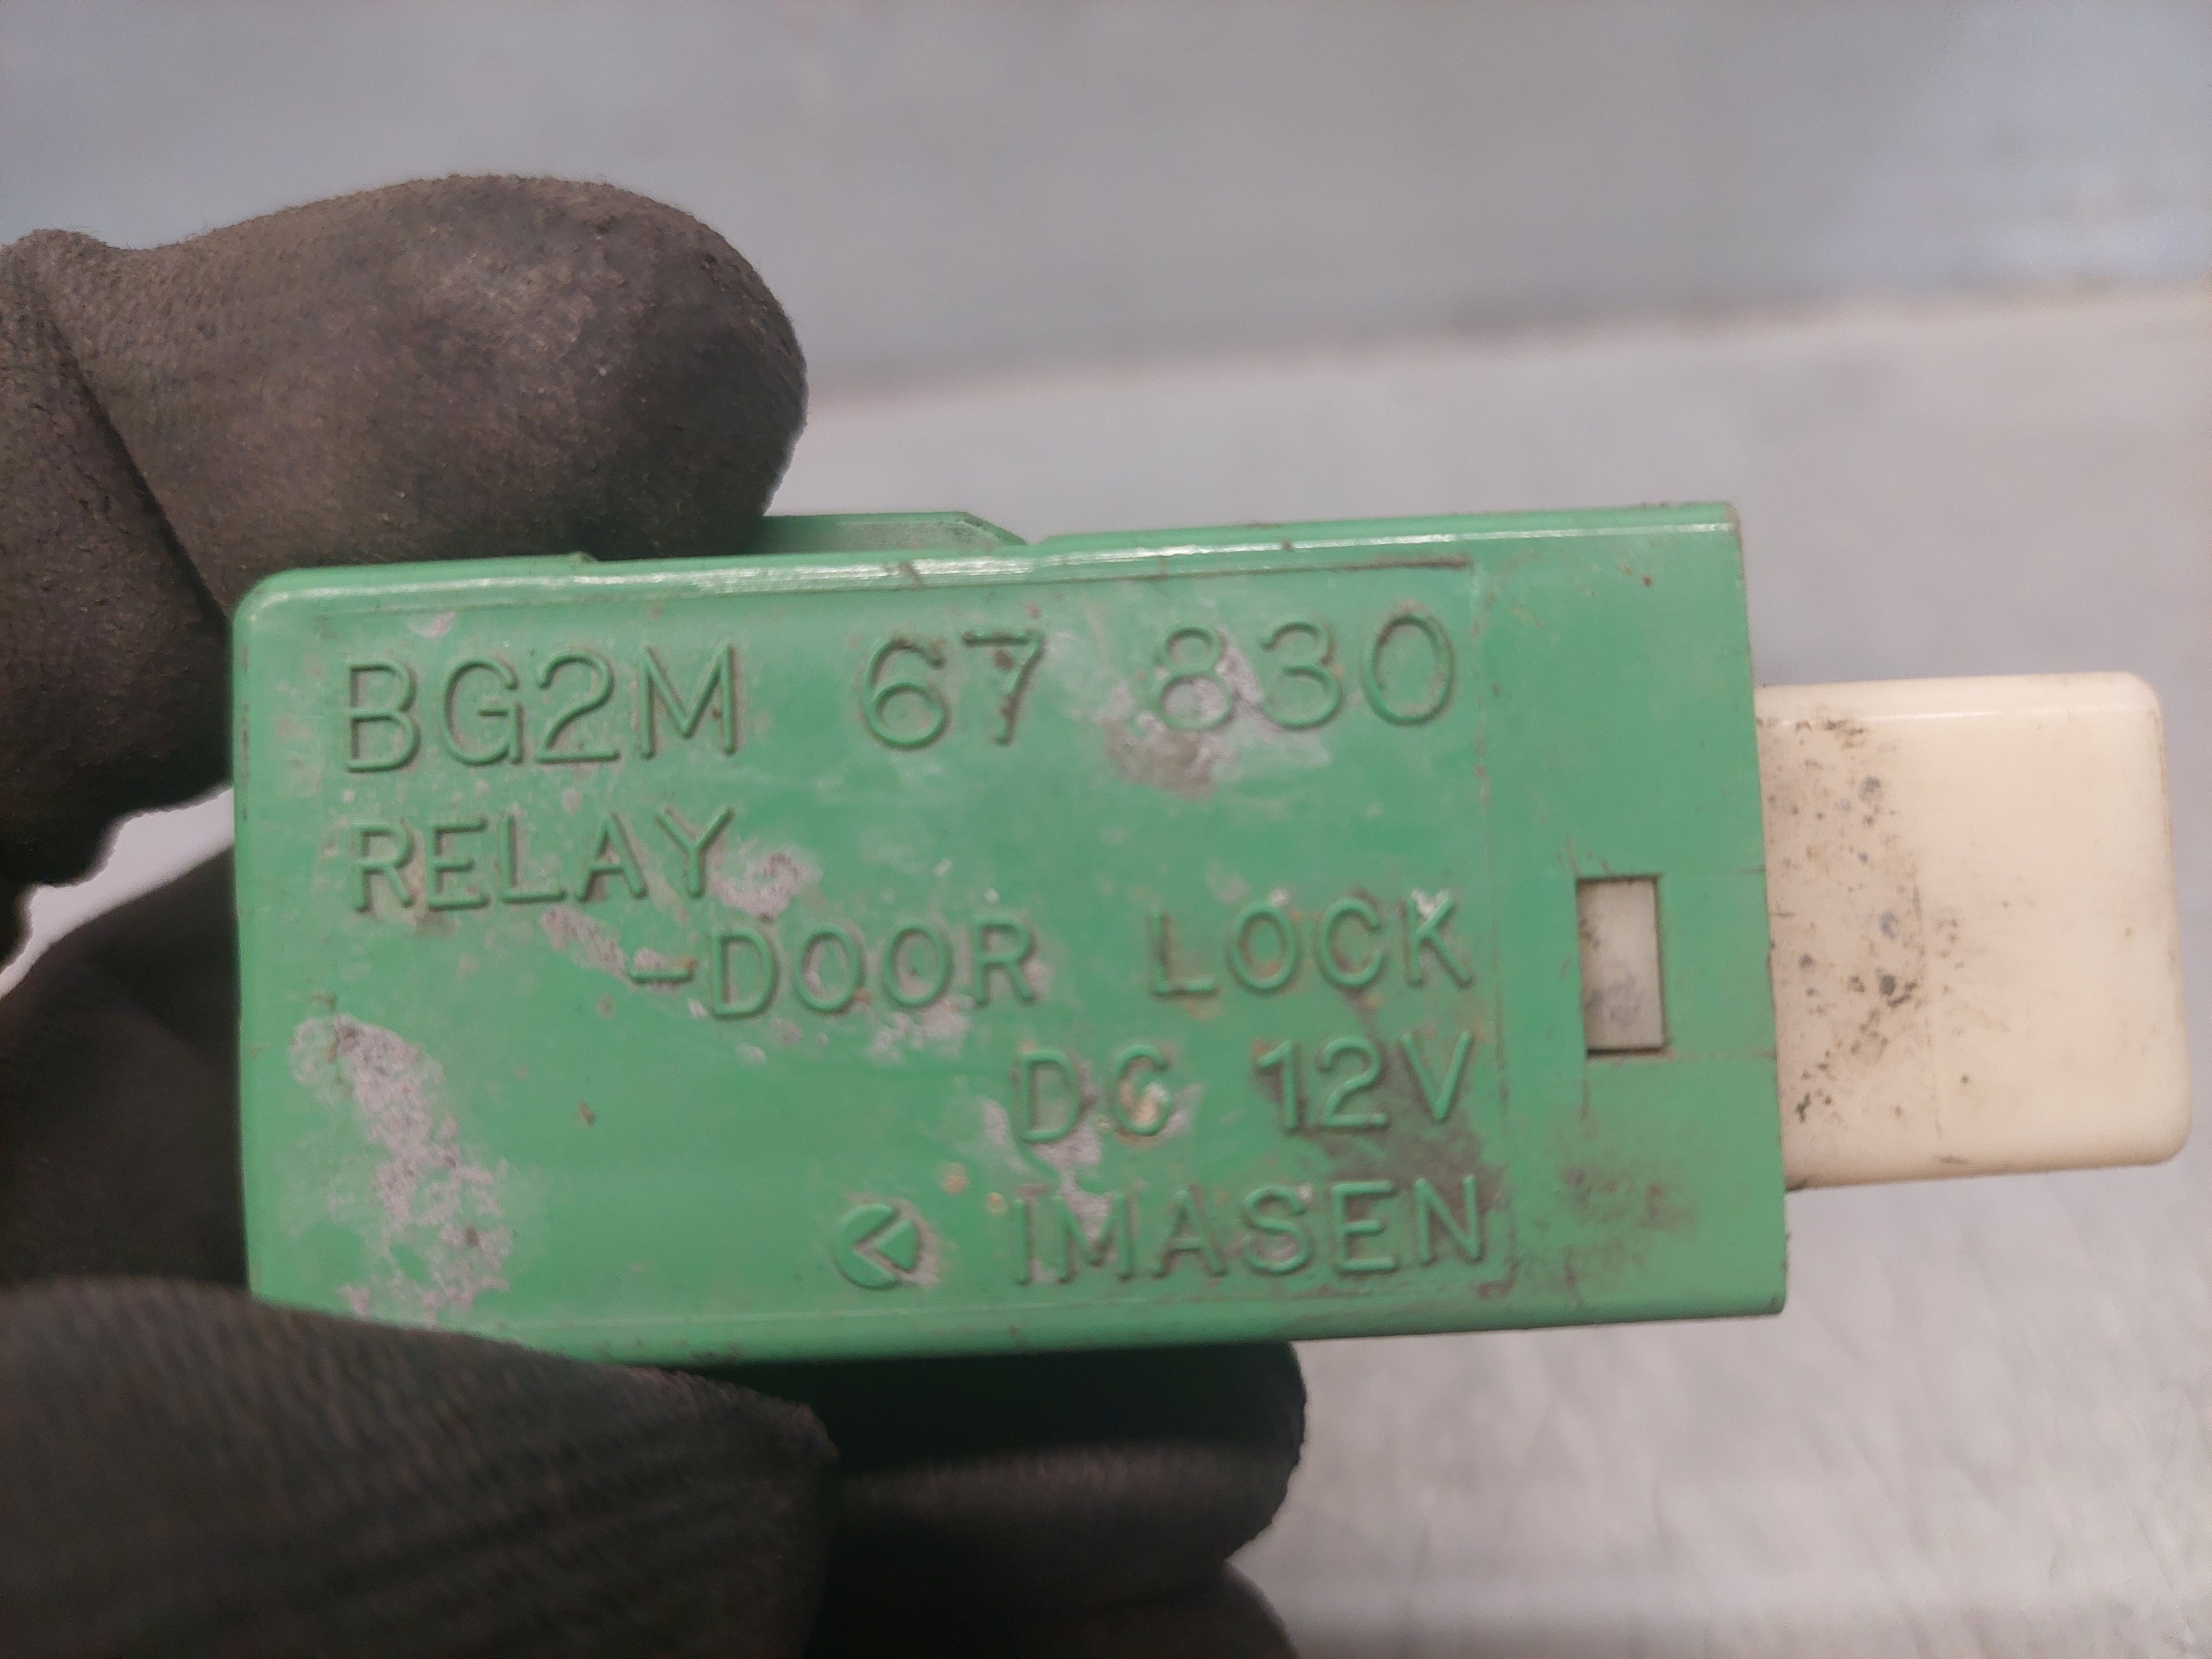 BG2M 67 830
RELAY
-DOOR LOCK
DC 12V
IMASEN